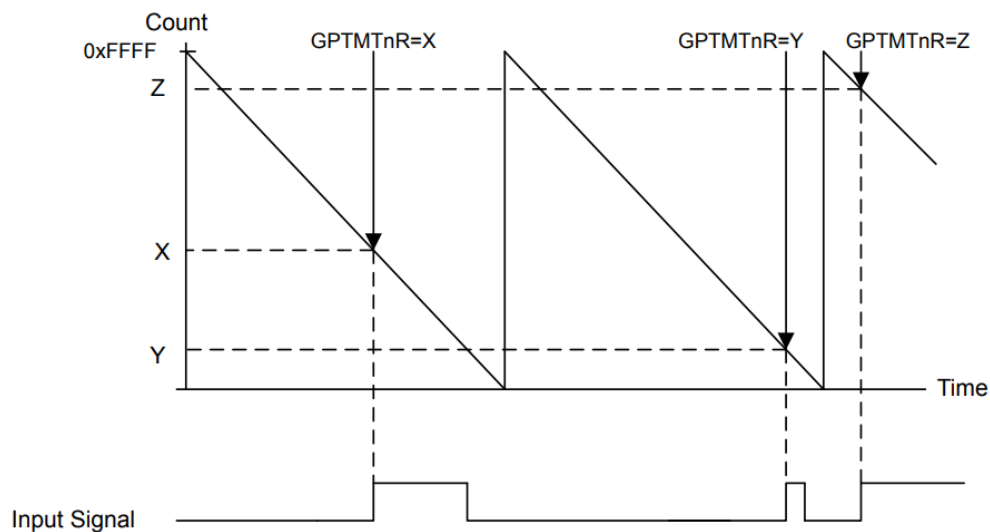 Count
0xFFFF
GPTMTnR=X
GPTMTnR=Y
GPTMTnR=Z
Z
X
Y
Time
Input Signal